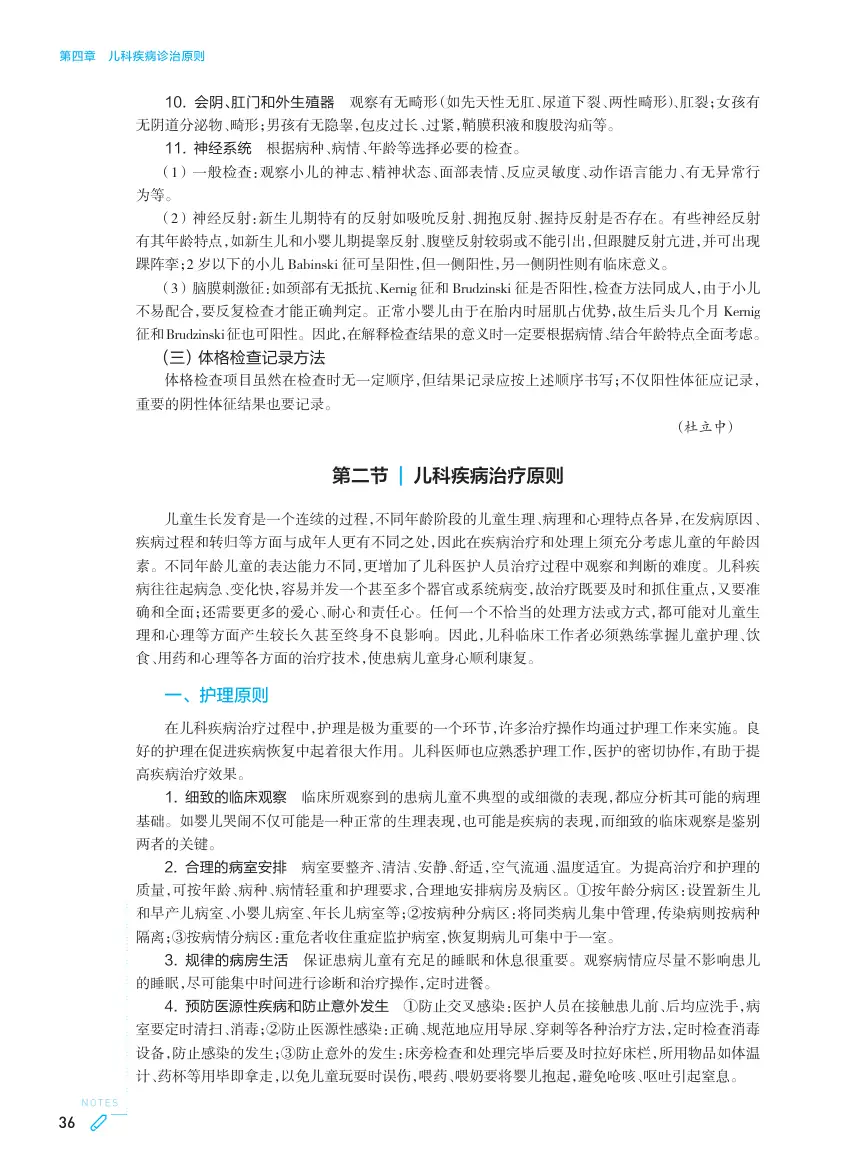 第四章 儿科疾病诊治原则
10. 会阴、肛门和外生殖器 观察有无畸形(如先天性无肛、尿道下裂、两性畸形)、肛裂;女孩有
无阴道分泌物、畸形;男孩有无隐睾,包皮过长、过紧,鞘膜积液和腹股沟疝等。
11. 神经系统 根据病种、病情、年龄等选择必要的检查。
(1)一般检查:观察小儿的神志、精神状态、面部表情、反应灵敏度、动作语言能力、有无异常行
为等。
(2)神经反射:新生儿期特有的反射如吸吮反射、拥抱反射、握持反射是否存在。有些神经反射
有其年龄特点,如新生儿和小婴儿期提睾反射、腹壁反射较弱或不能引出,但跟腱反射亢进,并可出现
踝阵挛;2 岁以下的小儿 Babinski 征可呈阳性,但一侧阳性,另一侧阴性则有临床意义。
(3)脑膜刺激征:如颈部有无抵抗、Kernig 征和 Brudzinski 征是否阳性,检查方法同成人,由于小儿
不易配合,要反复检查才能正确判定。正常小婴儿由于在胎内时屈肌占优势,故生后头几个月 Kernig
征和Brudzinski征也可阳性。因此,在解释检查结果的意义时一定要根据病情、结合年龄特点全面考虑。
(三)体格检查记录方法
体格检查项目虽然在检查时无一定顺序,但结果记录应按上述顺序书写;不仅阳性体征应记录,
重要的阴性体征结果也要记录。
(杜立中)
第二节 | 儿科疾病治疗原则
儿童生长发育是一个连续的过程,不同年龄阶段的儿童生理、病理和心理特点各异,在发病原因、
疾病过程和转归等方面与成年人更有不同之处,因此在疾病治疗和处理上须充分考虑儿童的年龄因
素。不同年龄儿童的表达能力不同,更增加了儿科医护人员治疗过程中观察和判断的难度。儿科疾
病往往起病急、变化快,容易并发一个甚至多个器官或系统病变,故治疗既要及时和抓住重点,又要准
确和全面;还需要更多的爱心、耐心和责任心。任何一个不恰当的处理方法或方式,都可能对儿童生
理和心理等方面产生较长久甚至终身不良影响。因此,儿科临床工作者必须熟练掌握儿童护理、饮
食、用药和心理等各方面的治疗技术,使患病儿童身心顺利康复。
一、护理原则
在儿科疾病治疗过程中,护理是极为重要的一个环节,许多治疗操作均通过护理工作来实施。良
好的护理在促进疾病恢复中起着很大作用。儿科医师也应熟悉护理工作,医护的密切协作,有助于提
高疾病治疗效果。
1. 细致的临床观察 临床所观察到的患病儿童不典型的或细微的表现,都应分析其可能的病理
基础。如婴儿哭闹不仅可能是一种正常的生理表现,也可能是疾病的表现,而细致的临床观察是鉴别
两者的关键。
2. 合理的病室安排 病室要整齐、清洁、安静、舒适,空气流通、温度适宜。为提高治疗和护理的
质量,可按年龄、病种、病情轻重和护理要求,合理地安排病房及病区。①按年龄分病区:设置新生儿
和早产儿病室、小婴儿病室、年长儿病室等;②按病种分病区:将同类病儿集中管理,传染病则按病种
隔离;③按病情分病区:重危者收住重症监护病室,恢复期病儿可集中于一室。
3. 规律的病房生活 保证患病儿童有充足的睡眠和休息很重要。观察病情应尽量不影响患儿
的睡眠,尽可能集中时间进行诊断和治疗操作,定时进餐。
4. 预防医源性疾病和防止意外发生 ①防止交叉感染:医护人员在接触患儿前、后均应洗手,病
室要定时清扫、消毒;②防止医源性感染:正确、规范地应用导尿、穿刺等各种治疗方法,定时检查消毒
设备,防止感染的发生;③防止意外的发生:床旁检查和处理完毕后要及时拉好床栏,所用物品如体温
计、药杯等用毕即拿走,以免儿童玩耍时误伤,喂药、喂奶要将婴儿抱起,避免呛咳、呕吐引起窒息。
NOTES
36